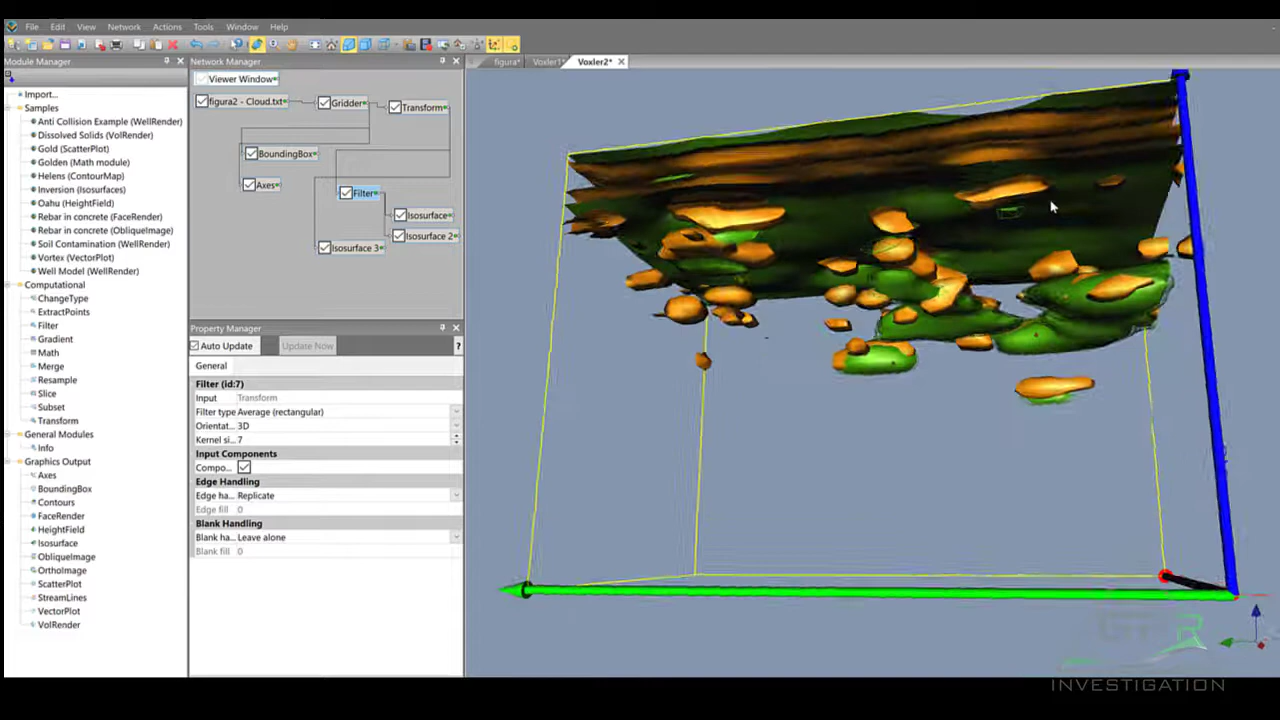 File Edit View Network Actions Tools Window Help
Module Manager
Network Manager
figura*
Voxler1*
Voxler2*
Import...
Samples
Anti Collision Example (WellRender)
Dissolved Solids (VolRender)
Gold (ScatterPlot)
Golden (Math module)
Helens (ContourMap)
Inversion (Isosurfaces)
Oahu (HeightField)
Rebar in concrete (FaceRender)
Rebar in concrete (ObliqueImage)
Soil Contamination (WellRender)
Vortex (VectorPlot)
Well Model (WellRender)
Computational
ChangeType
ExtractPoints
Filter
Gradient
Math
Merge
Resample
Slice
Subset
Transform
General Modules
Info
Graphics Output
Axes
BoundingBox
Contours
FaceRender
HeightField
Isosurface
ObliqueImage
OrthoImage
ScatterPlot
StreamLines
VectorPlot
VolRender
Viewer Window
figura2 - Cloud.txt
Gridder
Transform
BoundingBox
Axes
Filter
Isosurface
Isosurface 2
Isosurface 3
Property Manager
Auto Update
Update Now
?
General
Filter (id:7)
Input Transform
Filter type Average (rectangular)
Orientat... 3D
Kernel si... 7
Input Components
Compo...
Edge Handling
Edge ha... Replicate
Edge fill 0
Blank Handling
Blank ha... Leave alone
Blank fill 0
INVESTIGATION